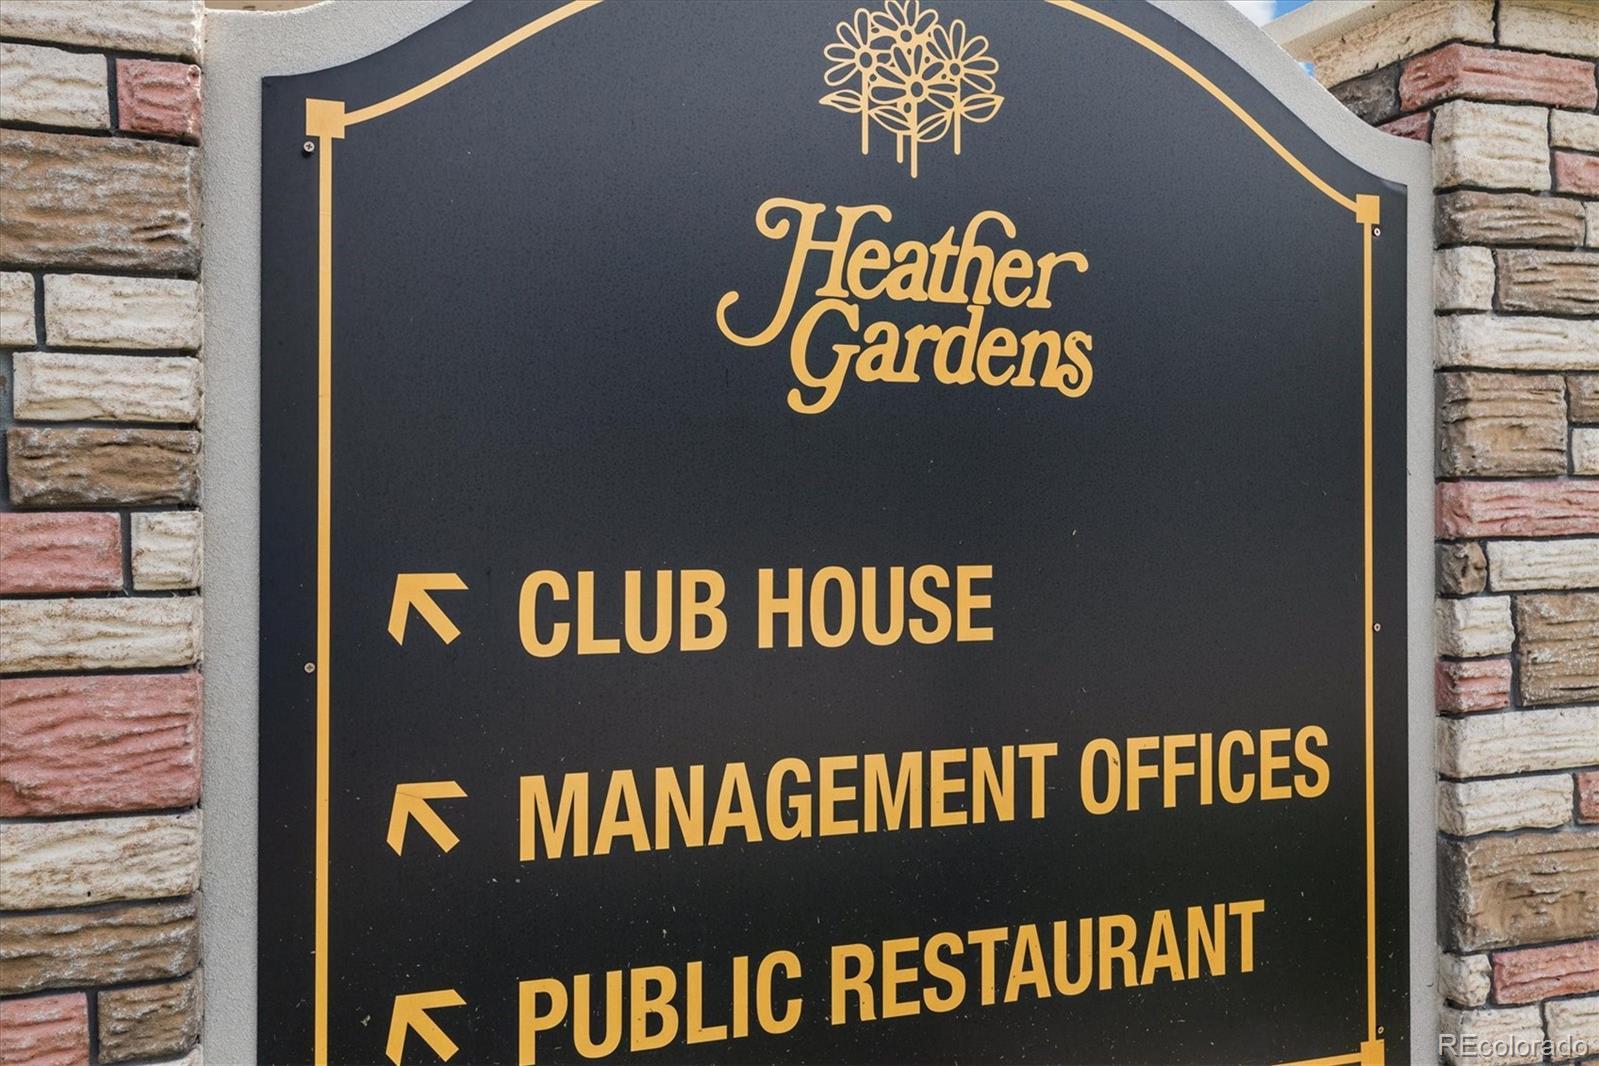 Heather
Gardens
CLUB HOUSE
MANAGEMENT OFFICES
PUBLIC RESTAURANT
REcolorado